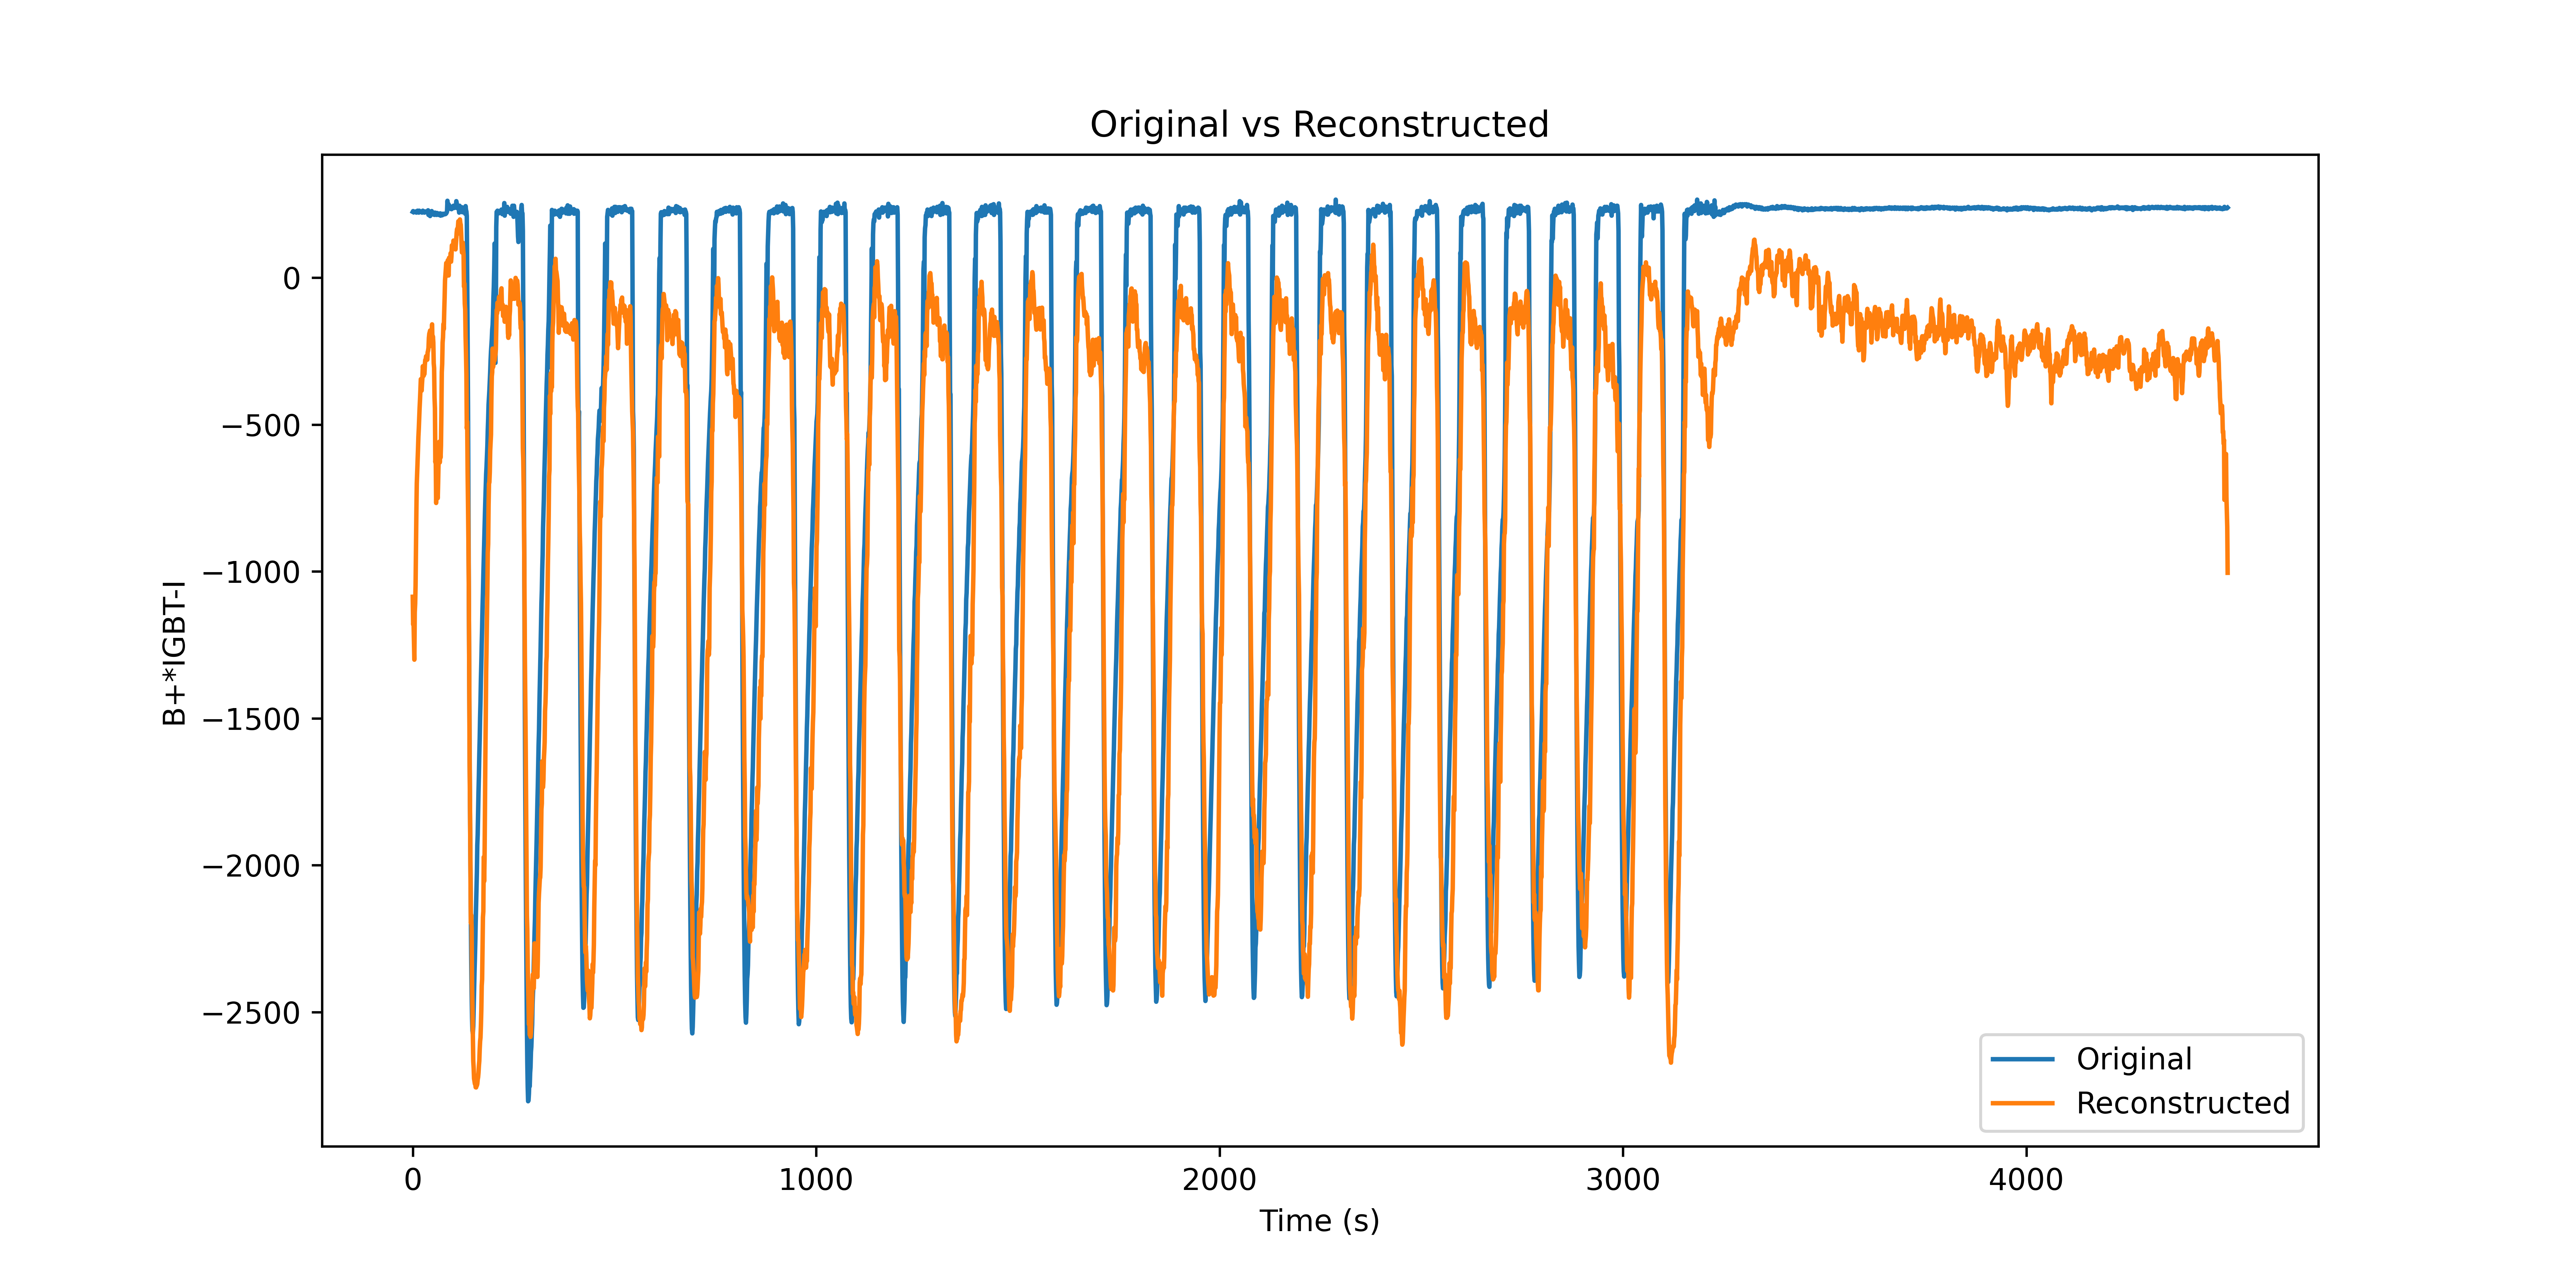 Original vs Reconstructed
B+*IGBT-I
0
−500
−1000
−1500
−2000
−2500
0
1000
2000
3000
4000
Time (s)
Original
Reconstructed